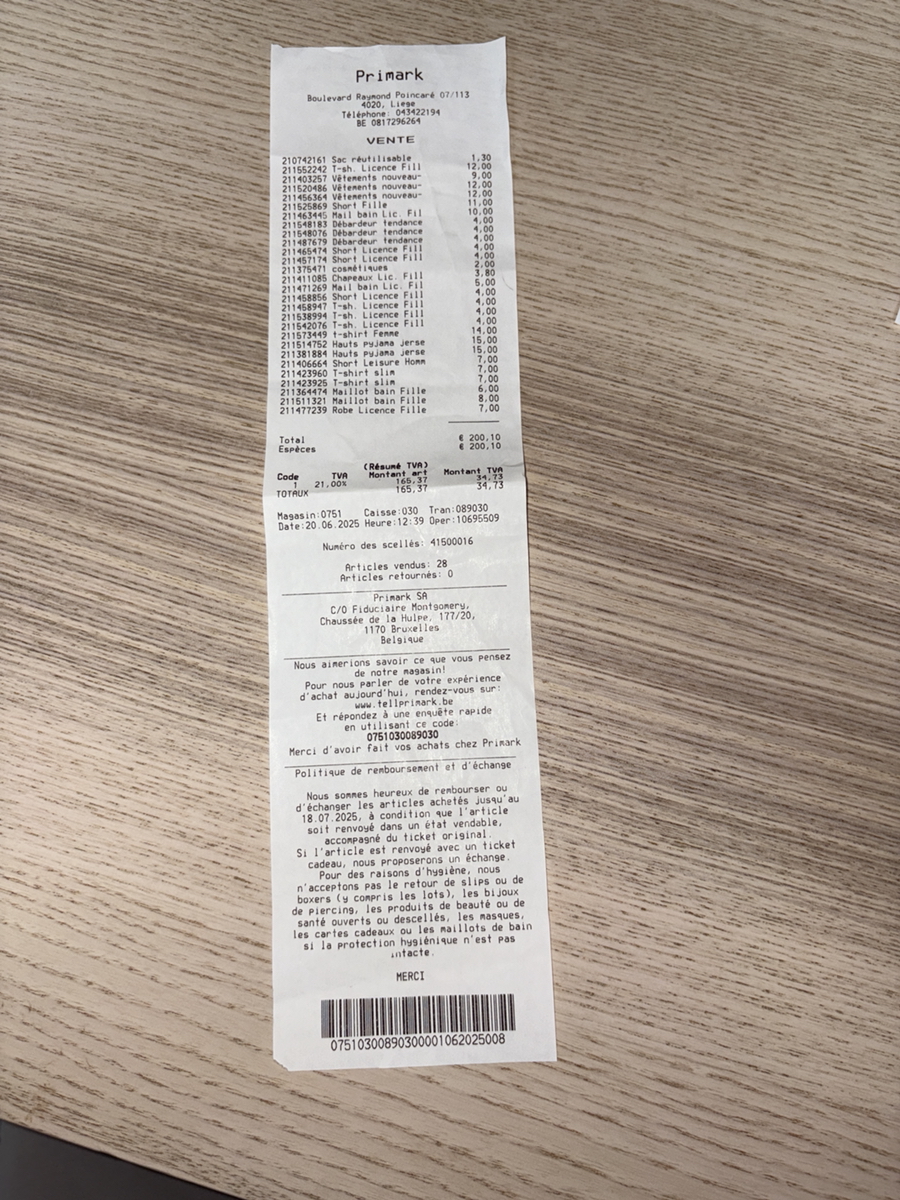 Primark
Boulevard Raymond Poincaré 07/113
4020, Liege
Téléphone: 043422194
BE 0817296264
VENTE
210742161 Sac réutilisable 1,30
211552242 T-sh. Licence Fill 12,00
211403257 Vêtements nouveau- 9,00
211520486 Vêtements nouveau- 12,00
211456364 Vêtements nouveau- 12,00
211525869 Short Fille 11,00
211463445 Mail bain Lic. Fil 10,00
211548183 Débardeur tendance 4,00
211548076 Débardeur tendance 4,00
211487679 Débardeur tendance 4,00
211465474 Short Licence Fill 4,00
211457174 Short Licence Fill 4,00
211375471 cosmétiques 2,00
211411085 Chapeaux Lic. Fill 3,80
211471269 Mail bain Lic. Fil 5,00
211458856 Short Licence Fill 4,00
211458947 T-sh. Licence Fill 4,00
211538994 T-sh. Licence Fill 4,00
211542076 T-sh. Licence Fill 4,00
211573449 t-shirt Femme 14,00
211514752 Hauts pyjama jerse 15,00
211381884 Hauts pyjama jerse 15,00
211406664 Short Leisure Homm 7,00
211423960 T-shirt slim 7,00
211423925 T-shirt slim 7,00
211364474 Maillot bain Fille 6,00
211511321 Maillot bain Fille 8,00
211477239 Robe Licence Fille 7,00
Total € 200,10
Espèces € 200,10
(Résumé TVA)
Code TVA Montant art Montant TVA
1 21,00% 165,37 34,73
TOTAUX 165,37 34,73
Magasin:0751 Caisse:030 Tran:089030
Date:20.06.2025 Heure:12:39 Oper:10695509
Numéro des scellés: 41500016
Articles vendus: 28
Articles retournés: 0
Primark SA
C/O Fiduciaire Montgomery,
Chaussée de la Hulpe, 177/20,
1170 Bruxelles
Belgique
Nous aimerions savoir ce que vous pensez
de notre magasin!
Pour nous parler de votre expérience
d'achat aujourd'hui, rendez-vous sur:
www.tellprimark.be
Et répondez à une enquête rapide
en utilisant ce code:
0751030089030
Merci d'avoir fait vos achats chez Primark
Politique de remboursement et d'échange
Nous sommes heureux de rembourser ou
d'échanger les articles achetés jusqu'au
18.07.2025, à condition que l'article
soit renvoyé dans un état vendable,
accompagné du ticket original.
Si l'article est renvoyé avec un ticket
cadeau, nous proposerons un échange.
Pour des raisons d'hygiène, nous
n'acceptons pas le retour de slips ou de
boxers (y compris les lots), les bijoux
de piercing, les produits de beauté ou de
santé ouverts ou descellés, les masques,
les cartes cadeaux ou les maillots de bain
si la protection hygiénique n'est pas
intacte.
MERCI
07510300890300001062025008